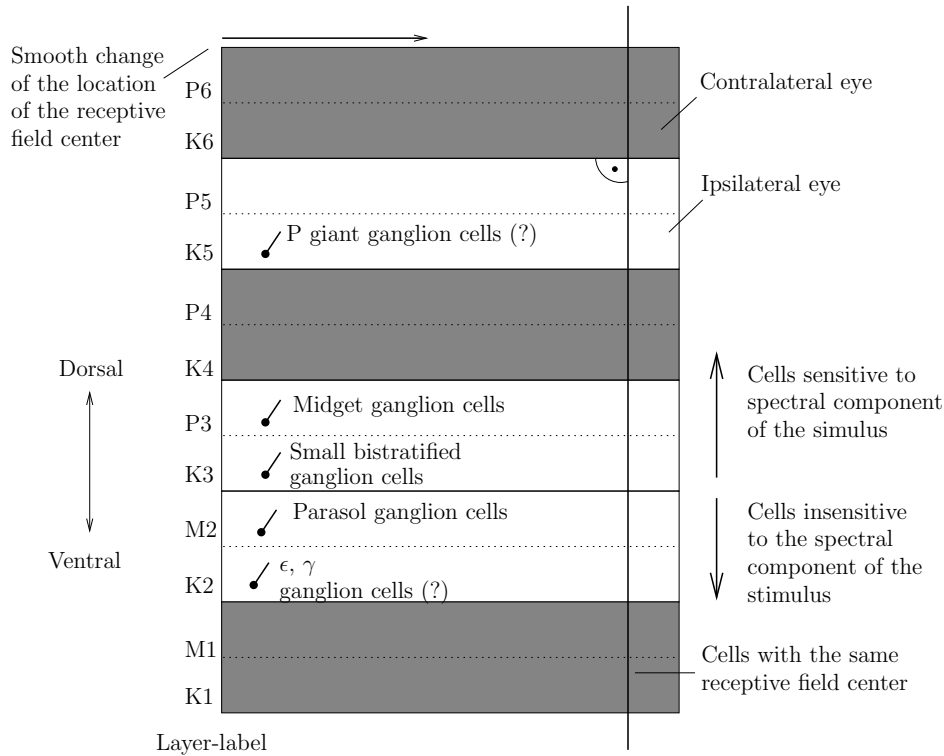 Smooth change
of the location
of the receptive
field center
P6
K6
Contralateral eye
P5
Ipsilateral eye
K5
P giant ganglion cells (?)
P4
K4
Dorsal
Ventral
P3
Midget ganglion cells
K3
Small bistratified
ganglion cells
Cells sensitive to
spectral component
of the simulus
M2
Parasol ganglion cells
K2
ϵ, γ
ganglion cells (?)
Cells insensitive
to the spectral
component of the
stimulus
M1
K1
Cells with the same
receptive field center
Layer-label